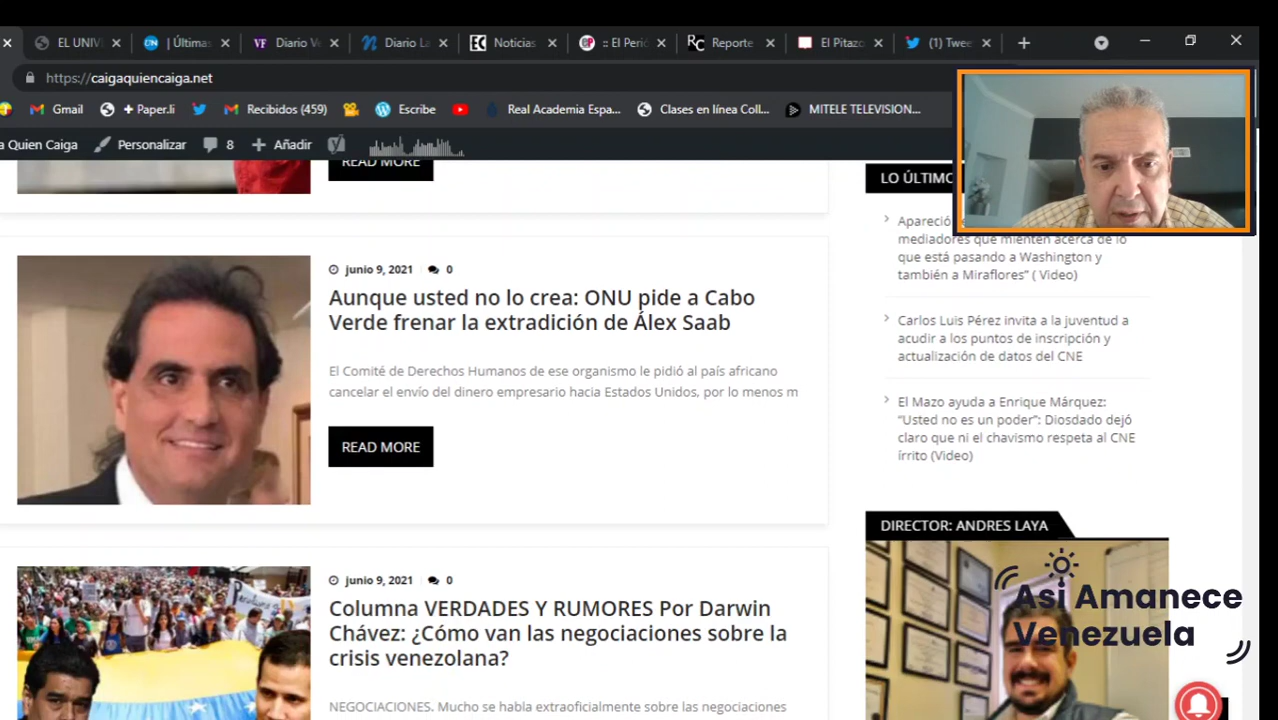 EL UNIV
| Últimas
Diario V
Diario La
Noticias
:: El Perió
Reporte
El Pitazo
(1) Twee
https://caigaquiencaiga.net
Gmail
+ Paper.li
Recibidos (459)
Escribe
Real Academia Espa...
Clases en línea Col...
MITELE TELEVISION...
a Quien Caiga
Personalizar
8
Añadir
READ MORE
junio 9, 2021
0
Aunque usted no lo crea: ONU pide a Cabo
Verde frenar la extradición de Álex Saab
El Comité de Derechos Humanos de ese organismo le pidió al país africano
cancelar el envío del dinero empresario hacia Estados Unidos, por lo menos m
READ MORE
junio 9, 2021
0
Columna VERDADES Y RUMORES Por Darwin
Chávez: ¿Cómo van las negociaciones sobre la
crisis venezolana?
NEGOCIACIONES. Mucho se habla extraoficialmente sobre las negociaciones
LO ÚLTIMO
Apareció
mediadores que mienten acerca de lo
que está pasando a Washington y
también a Miraflores" ( Video)
Carlos Luis Pérez invita a la juventud a
acudir a los puntos de inscripción y
actualización de datos del CNE
El Mazo ayuda a Enrique Márquez:
"Usted no es un poder": Diosdado dejó
claro que ni el chavismo respeta al CNE
írrito (Video)
DIRECTOR: ANDRES LAYA
Así Amanece
Venezuela